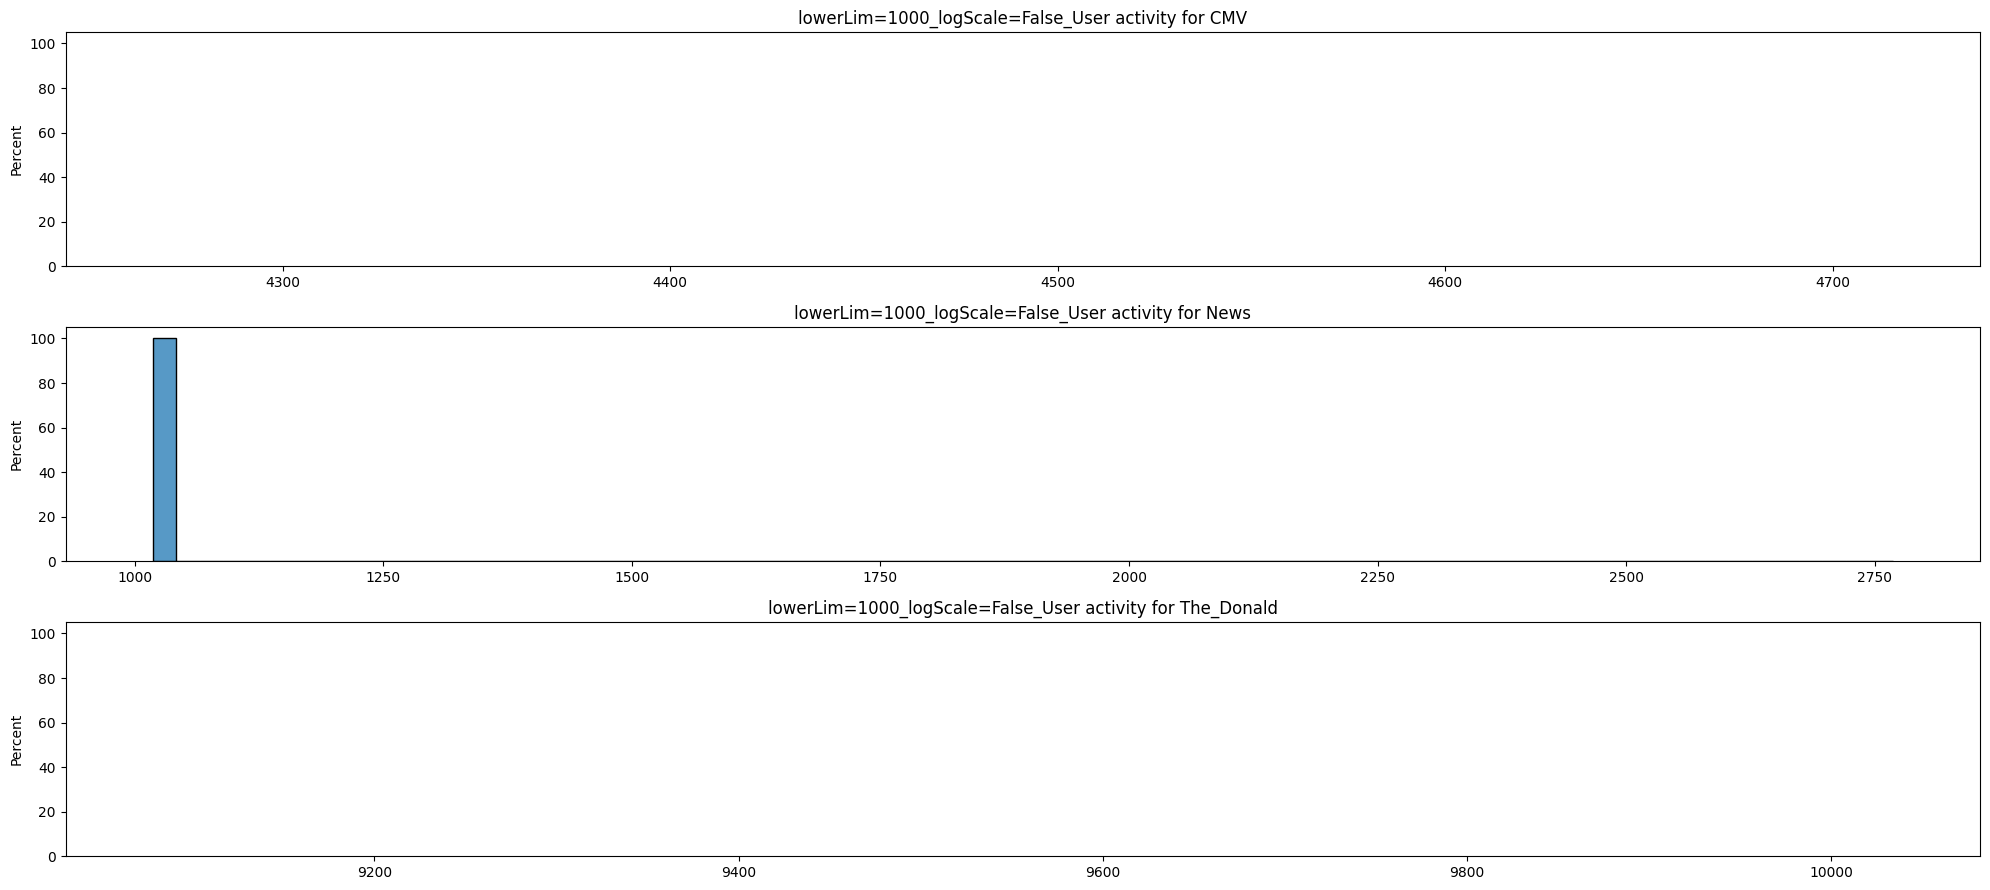 lowerLim=1000_logScale=False_User activity for CMV
100
80
60
40
20
0
Percent
4300 4400 4500 4600 4700
lowerLim=1000_logScale=False_User activity for News
100
80
60
40
20
0
Percent
1000 1250 1500 1750 2000 2250 2500 2750
lowerLim=1000_logScale=False_User activity for The_Donald
100
80
60
40
20
0
Percent
9200 9400 9600 9800 10000